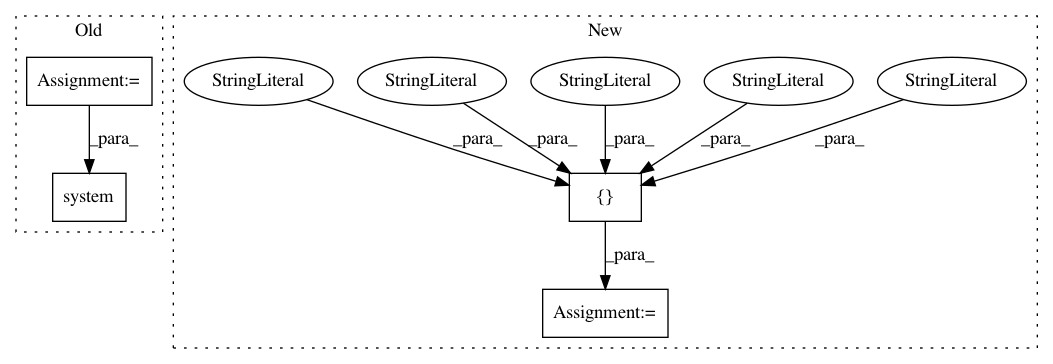 Old
New
Assignment:=
StringLiteral
StringLiteral
StringLiteral
StringLiteral
StringLiteral
_para_
_para_
_para_
_para_
_para_
_para_
system
{}
_para_
Assignment:=